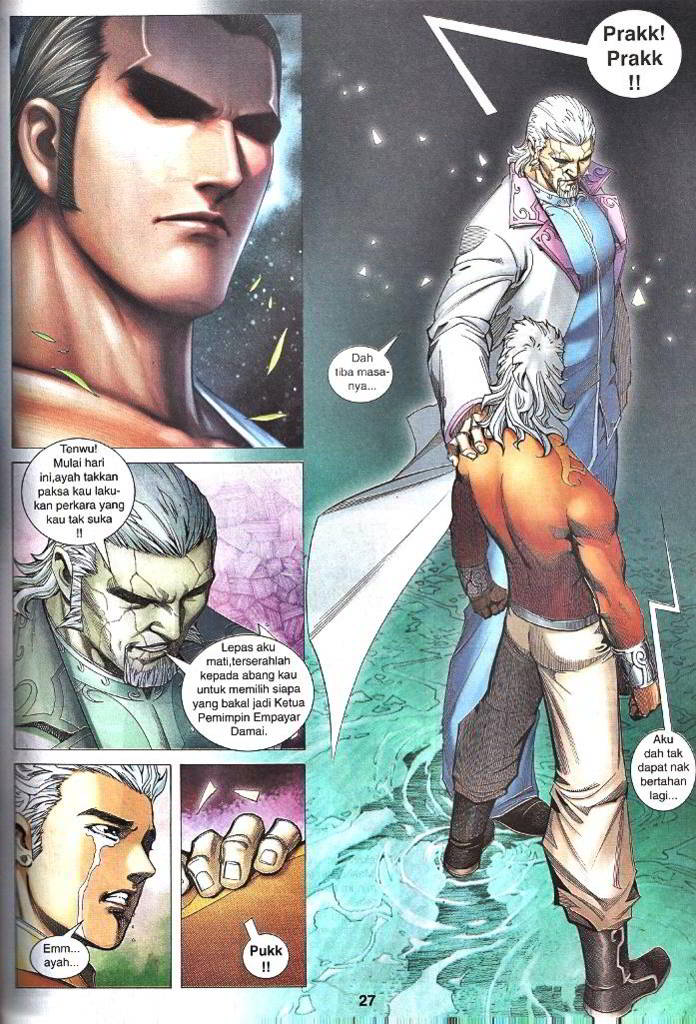 Prakk!
Prakk
!!
Dah
tiba masa-
nya...
Tenwu!
Mulai hari
ini,ayah takkan
paksa kau laku-
kan perkara yang
kau tak suka
!!
Lepas aku
mati,terserahlah
kepada abang kau
untuk memilih siapa
yang bakal jadi Ketua
Pemimpin Empayar
Damai.
Aku
dah tak
dapat nak
bertahan
lagi...
Emm...
ayah...
Pukk
!!
27